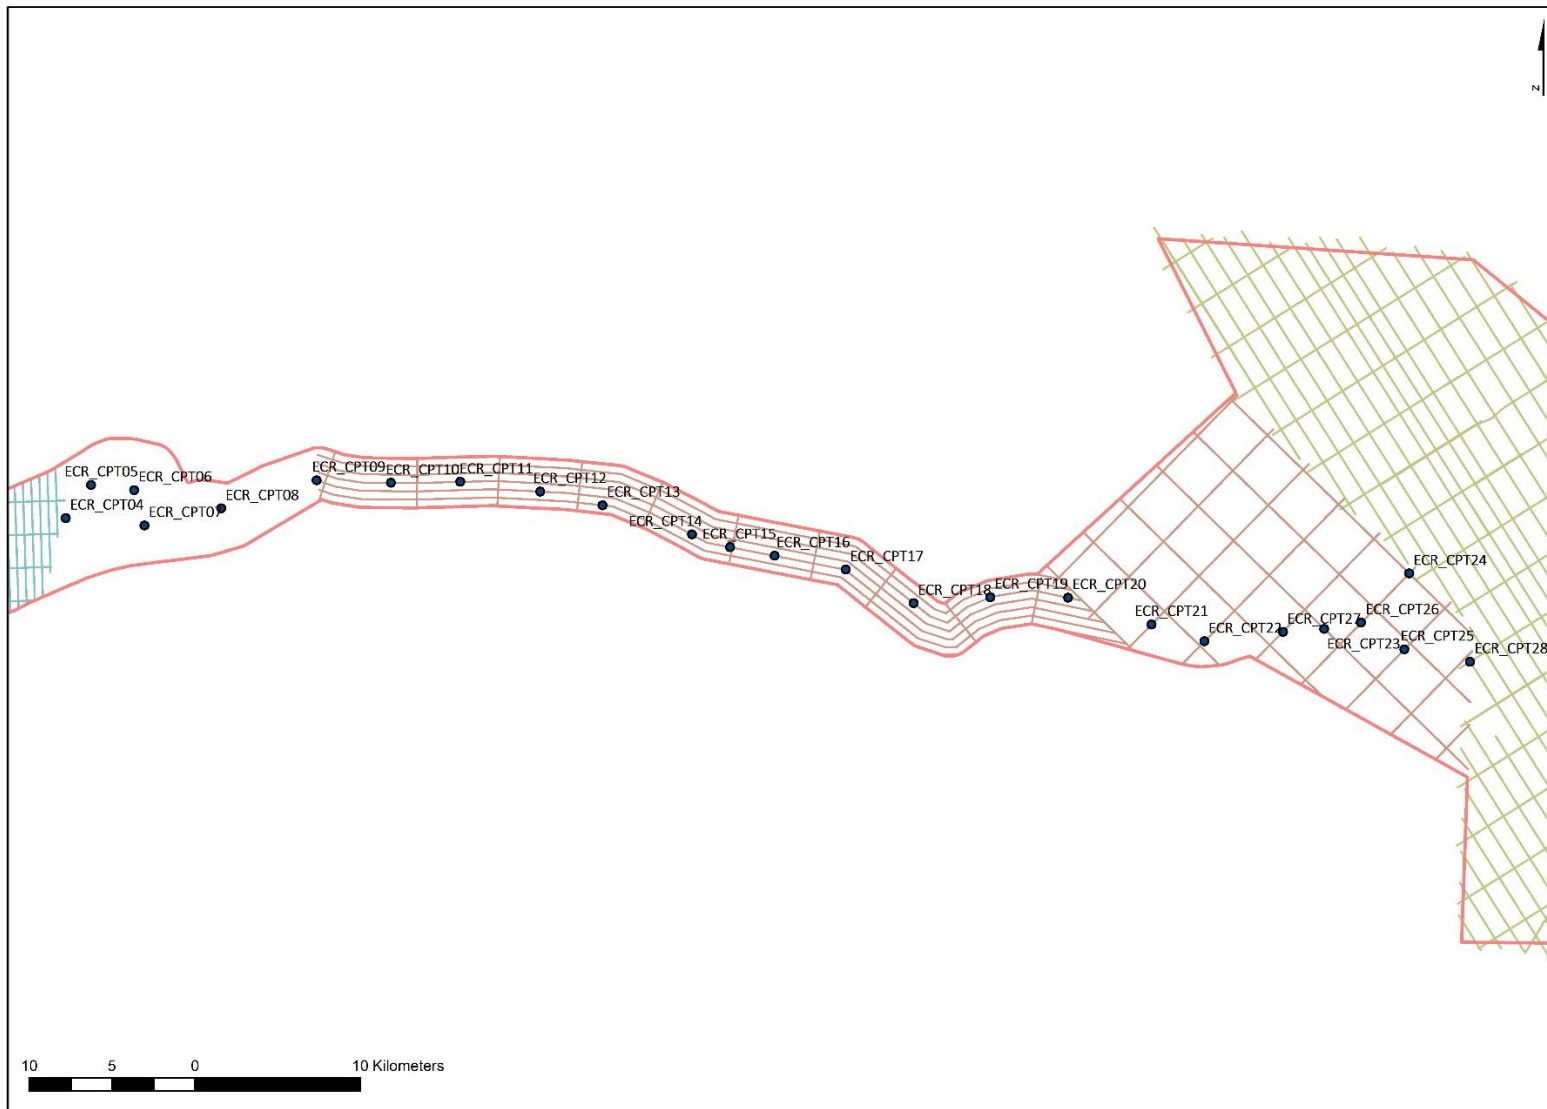 z
ECR_CPT05
ECR_CPT06
ECR_CPT04
ECR_CPT07
ECR_CPT08
ECR_CPT09
ECR_CPT10
ECR_CPT11
ECR_CPT12
ECR_CPT13
ECR_CPT14
ECR_CPT15
ECR_CPT16
ECR_CPT17
ECR_CPT18
ECR_CPT19
ECR_CPT20
ECR_CPT24
ECR_CPT21
ECR_CPT22
ECR_CPT27
ECR_CPT26
ECR_CPT23
ECR_CPT25
ECR_CPT28
10 5 0 10 Kilometers